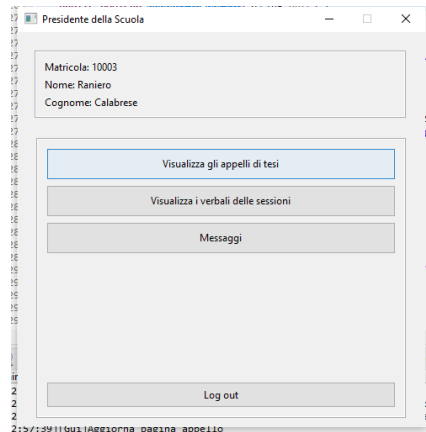 Presidente della Scuola
Matricola: 10003
Nome: Raniero
Cognome: Calabrese
Visualizza gli appelli di tesi
Visualizza i verbali delle sessioni
Messaggi
Log out
2:57:39||Gui|Aggiorna pagina appello